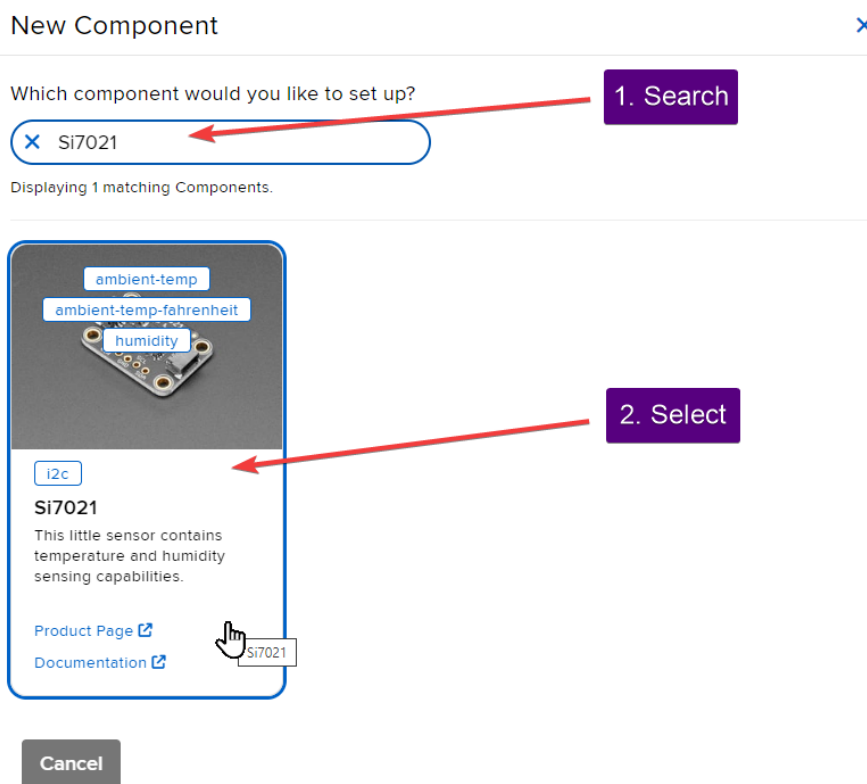 New Component
Which component would you like to set up?
1. Search
Si7021
Displaying 1 matching Components.
ambient-temp
ambient-temp-fahrenheit
humidity
2. Select
i2c
Si7021
This little sensor contains
temperature and humidity
sensing capabilities.
Product Page
Si7021
Documentation
Cancel